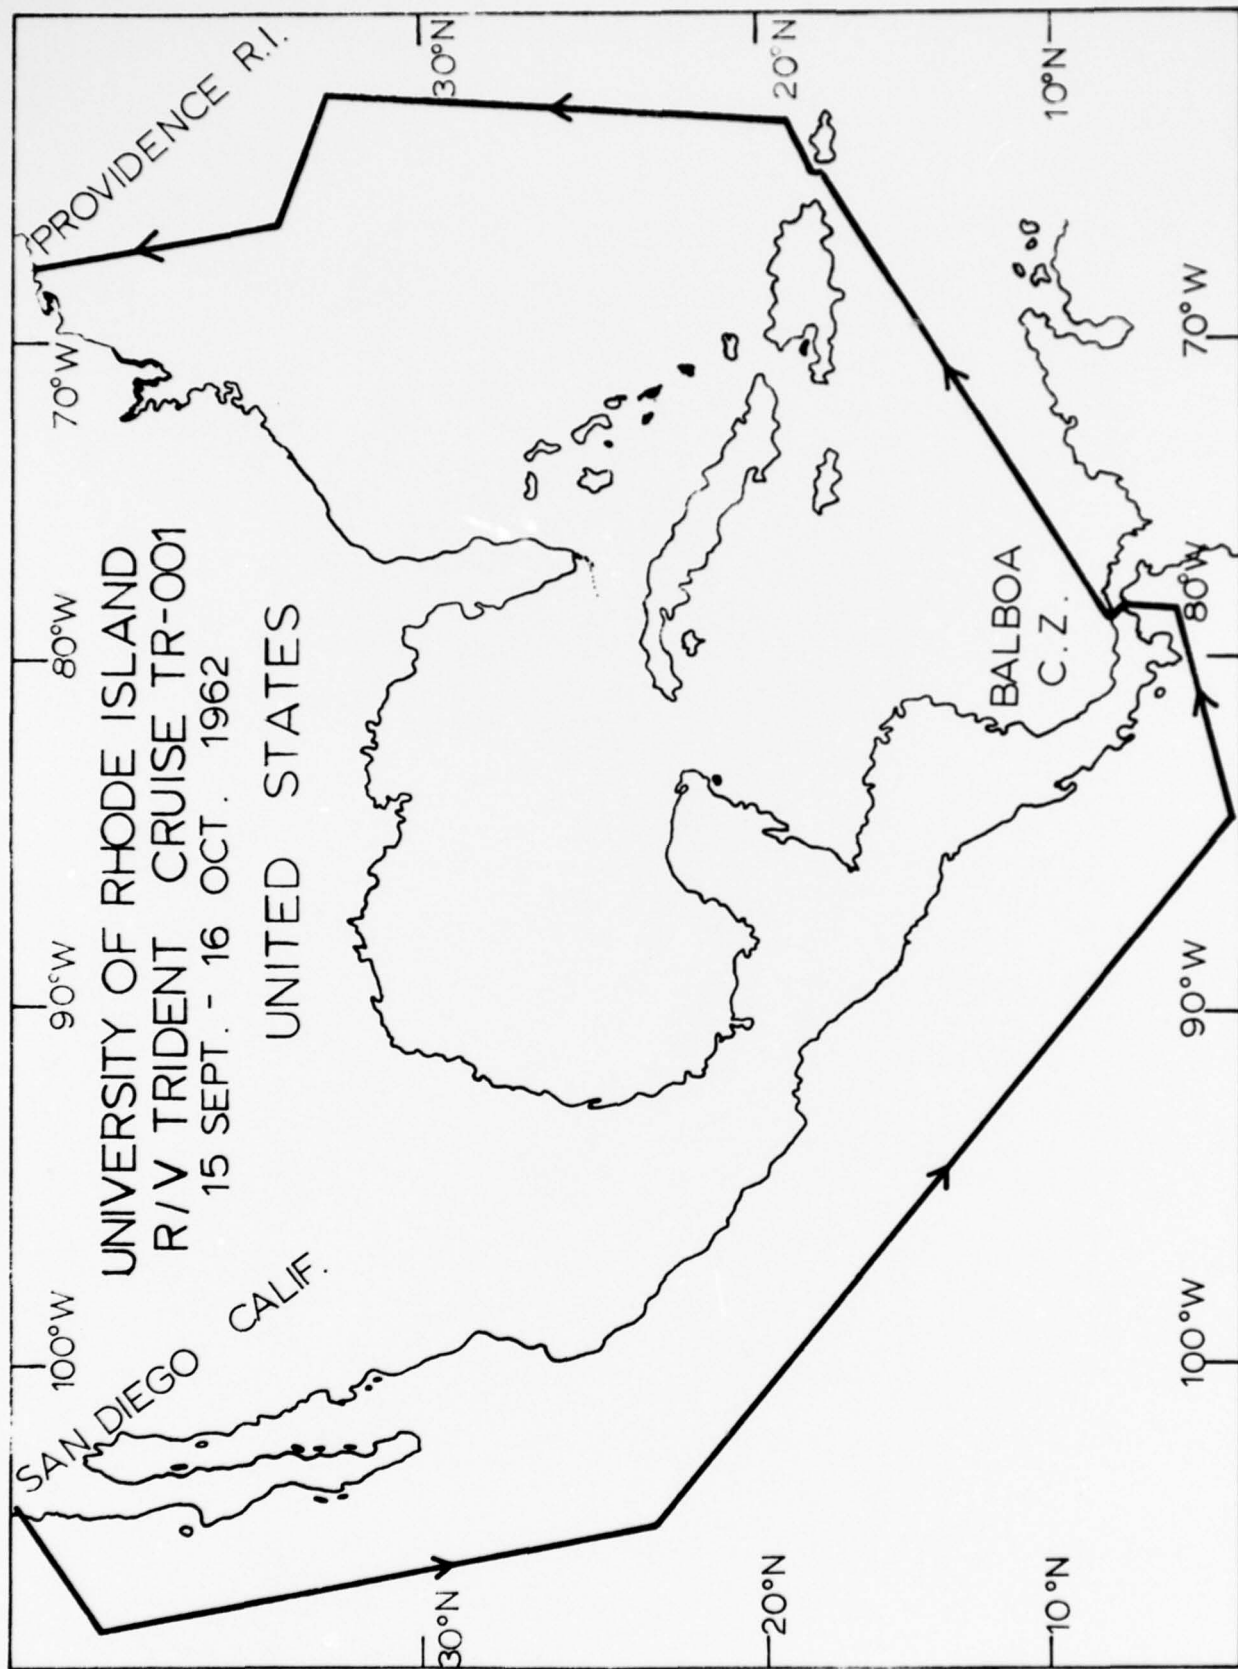 UNIVERSITY OF RHODE ISLAND
R/V TRIDENT CRUISE TR-001
15 SEPT. - 16 OCT. 1962
UNITED STATES
SAN DIEGO CALIF.
PROVIDENCE R.I.
BALBOA
C.Z.
100°W
90°W
80°W
70°W
30°N
20°N
10°N
30°N
20°N
10°N
100°W
90°W
80°W
70°W